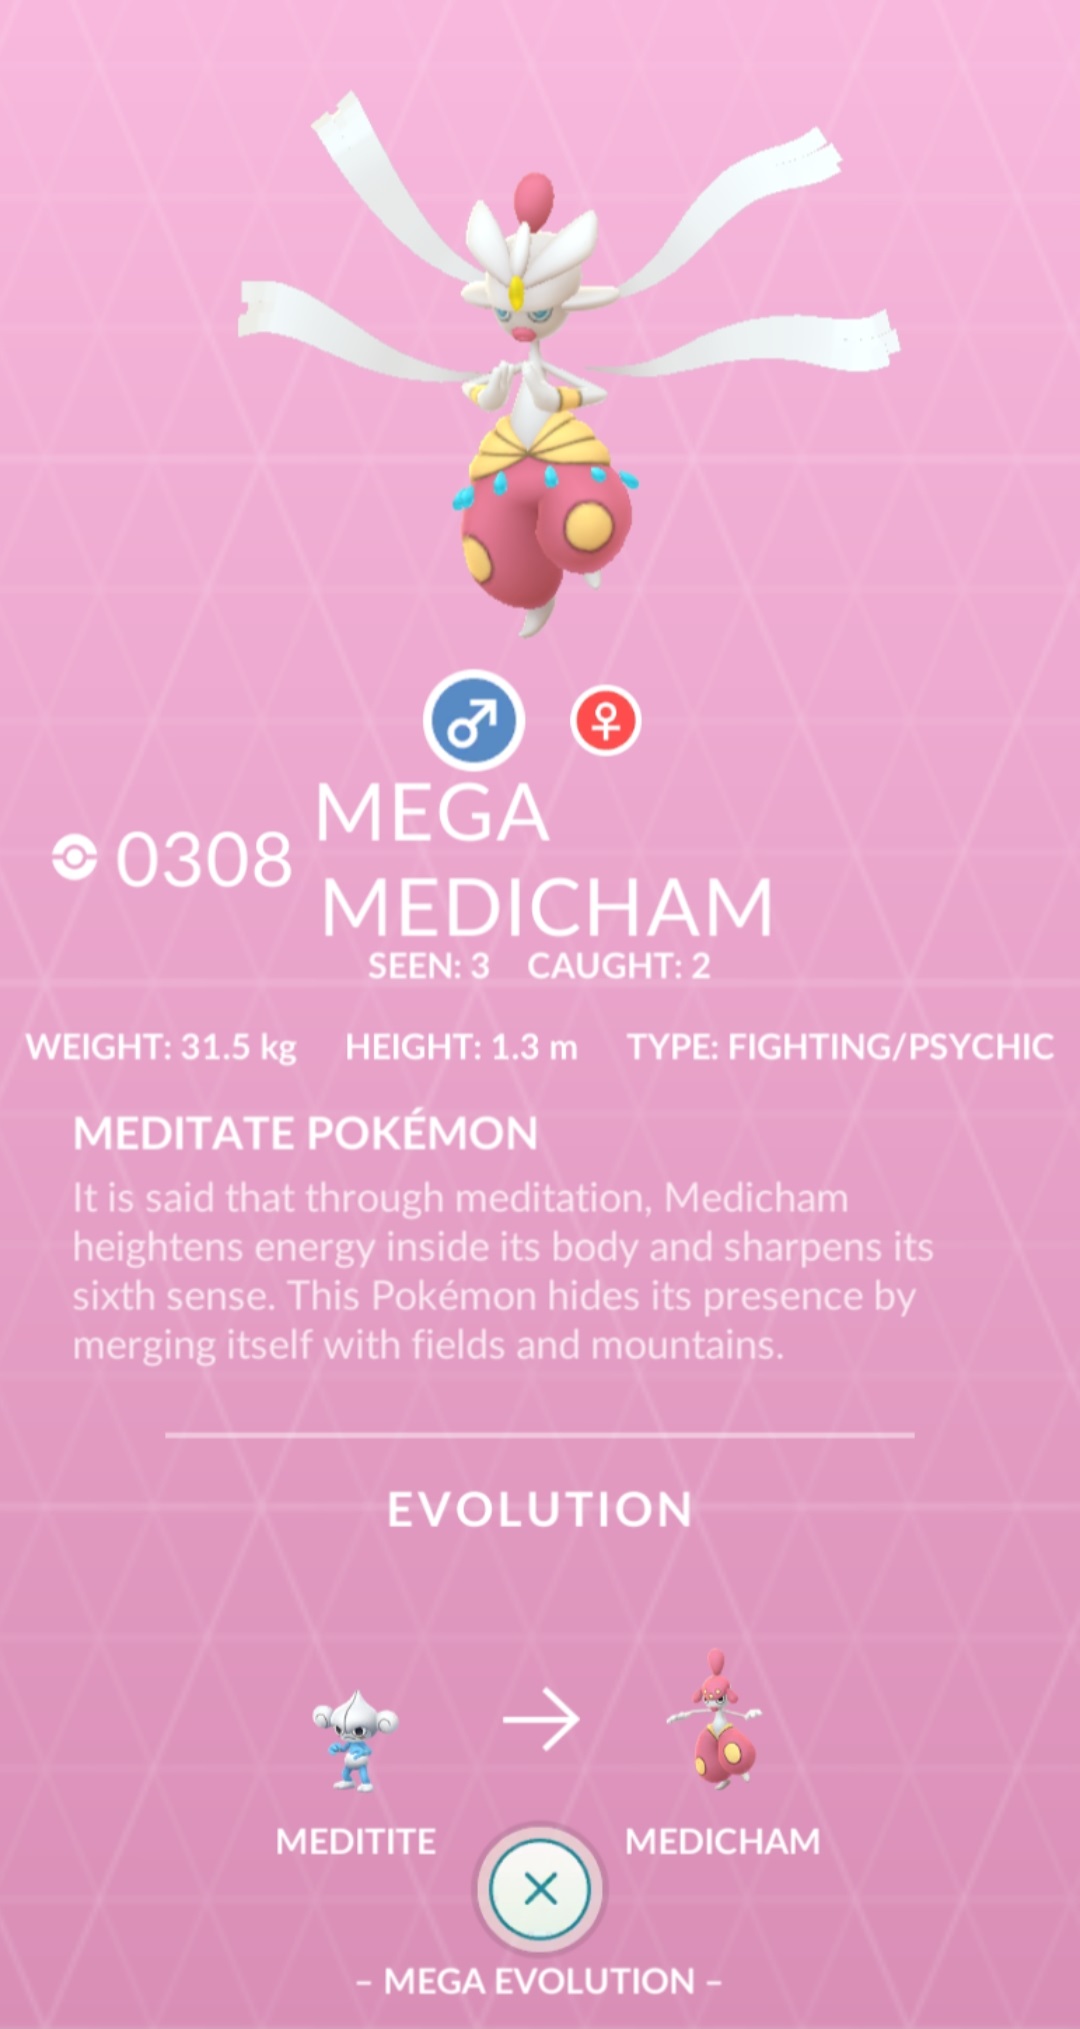 0308 MEGA
MEDICHAM
SEEN: 3 CAUGHT: 2
WEIGHT: 31.5 kg HEIGHT: 1.3 m TYPE: FIGHTING/PSYCHIC
MEDITATE POKÉMON
It is said that through meditation, Medicham
heightens energy inside its body and sharpens its
sixth sense. This Pokémon hides its presence by
merging itself with fields and mountains.
EVOLUTION
MEDITITE MEDICHAM
– MEGA EVOLUTION –